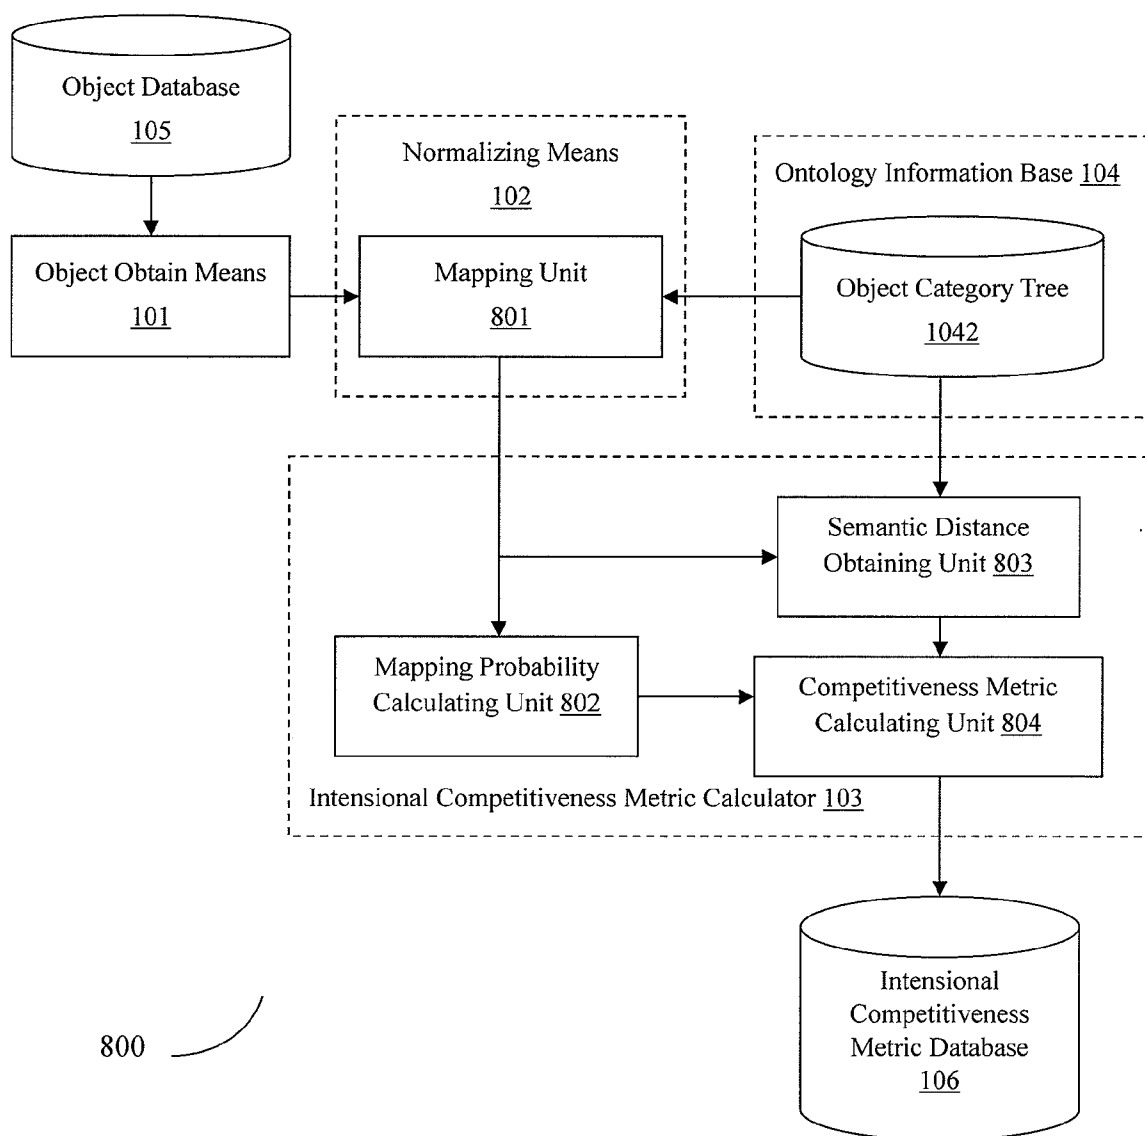 Object Database
105
Normalizing Means
102
Ontology Information Base 104
Object Obtain Means
101
Mapping Unit
801
Object Category Tree
1042
Semantic Distance
Obtaining Unit 803
Mapping Probability
Calculating Unit 802
Competitiveness Metric
Calculating Unit 804
Intensional Competitiveness Metric Calculator 103
Intensional
Competitiveness
Metric Database
106
800